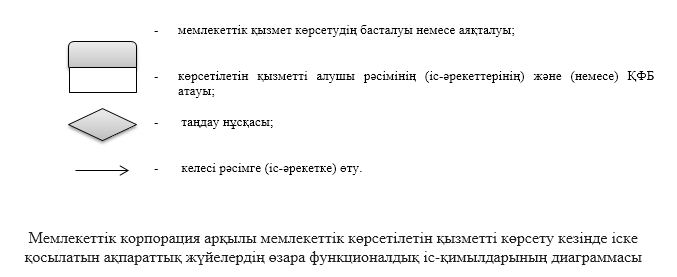 - мемлекеттік қызмет көрсетудің басталуы немесе аяқталуы;
- көрсетілетін қызметті алушы рәсімінің (іс-әрекеттерінің) және (немесе) ҚФБ
атауы;
- таңдау нұсқасы;
- келесі рәсімге (іс-әрекетке) өту.
Мемлекеттік корпорация арқылы мемлекеттік көрсетілетін қызметті көрсету кезінде іске
қосылатын ақпараттық жүйелердің өзара функционалдық іс-қимылдарының диаграммасы